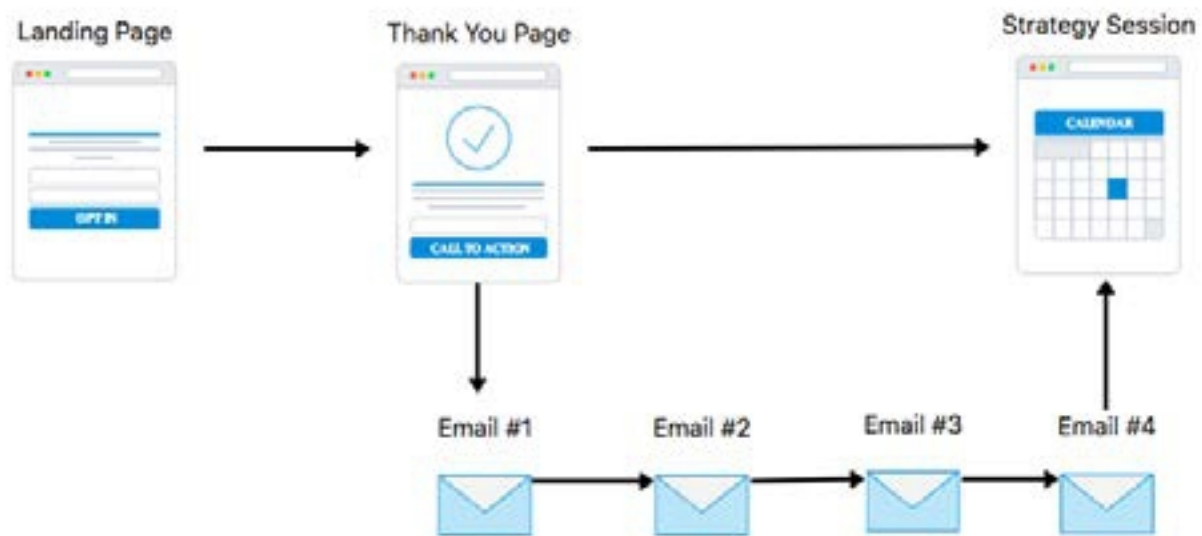 Landing Page
Thank You Page
Strategy Session
OPT IN
CALL TO ACTION
CALENDAR
Email #1
Email #2
Email #3
Email #4